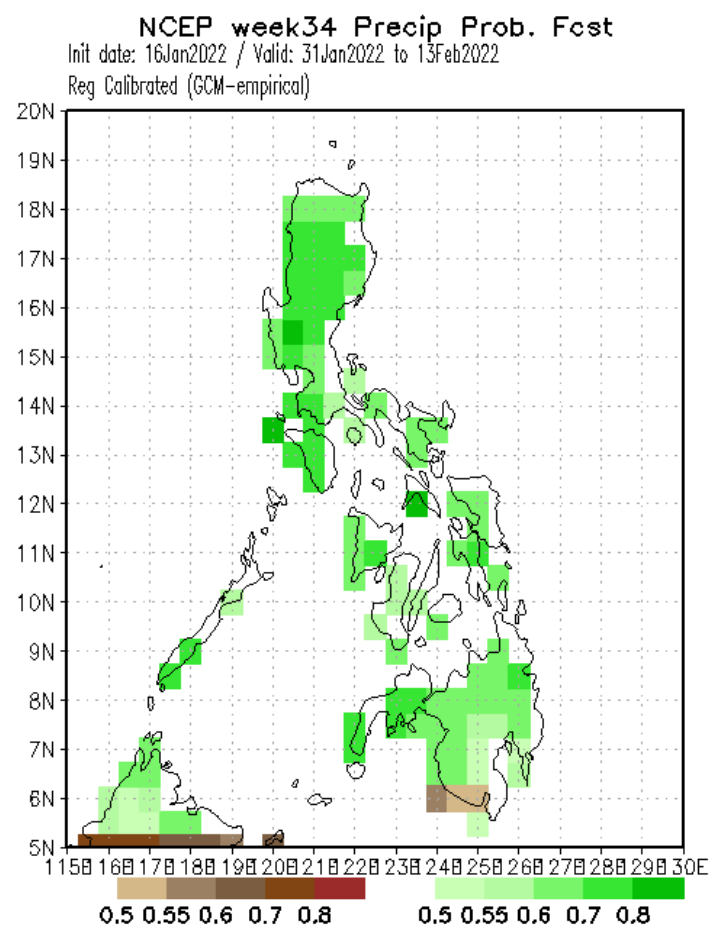 NCEP week34 Precip Prob. Fcst
Init date: 16Jan2022 / Valid: 31Jan2022 to 13Feb2022
Reg Calibrated (GCM-empirical)
20N
19N
18N
17N
16N
15N
14N
13N
12N
11N
10N
9N
8N
7N
6N
5N
115E 116E 117E 118E 119E 120E 121E 122E 123E 124E 125E 126E 127E 128E 129E 130E
0.5 0.55 0.6 0.7 0.8 0.5 0.55 0.6 0.7 0.8